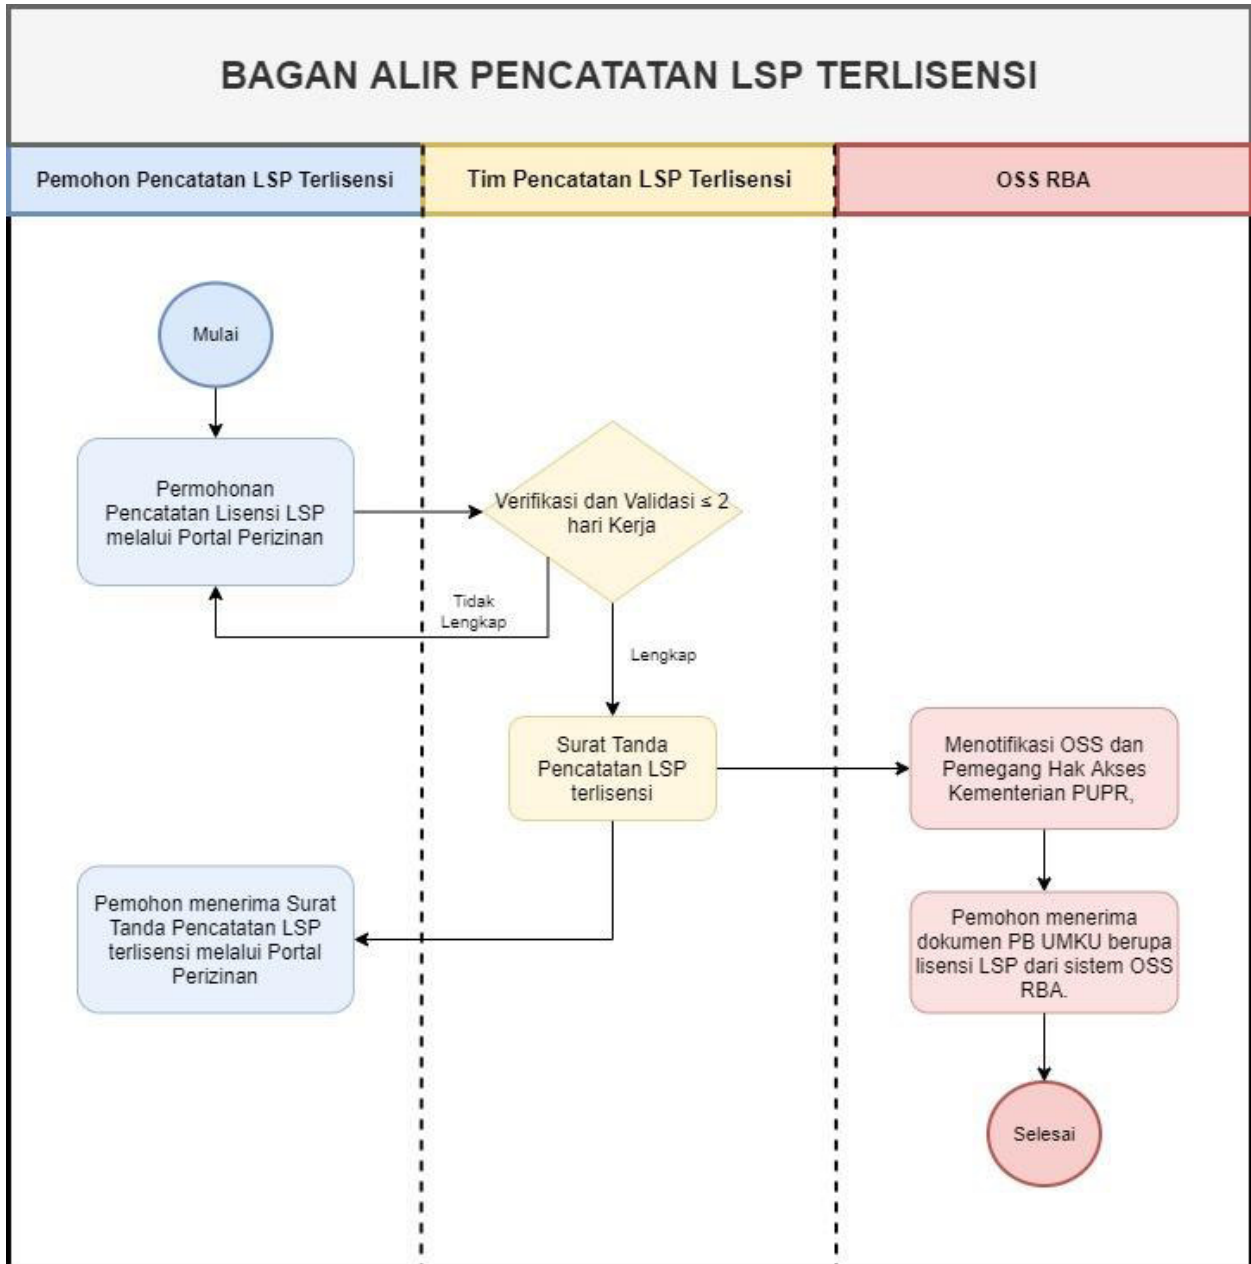 BAGAN ALIR PENCATATAN LSP TERLISENSI
Pemohon Pencatatan LSP Terlisensi
Tim Pencatatan LSP Terlisensi
OSS RBA
Mulai
Permohonan
Pencatatan Lisensi LSP
melalui Portal Perizinan
Verifikasi dan Validasi ≤ 2
hari Kerja
Tidak
Lengkap
Lengkap
Surat Tanda
Pencatatan LSP
terlisensi
Menotifikasi OSS dan
Pemegang Hak Akses
Kementerian PUPR,
Pemohon menerima Surat
Tanda Pencatatan LSP
terlisensi melalui Portal
Perizinan
Pemohon menerima
dokumen PB UMKU berupa
lisensi LSP dari sistem OSS
RBA.
Selesai